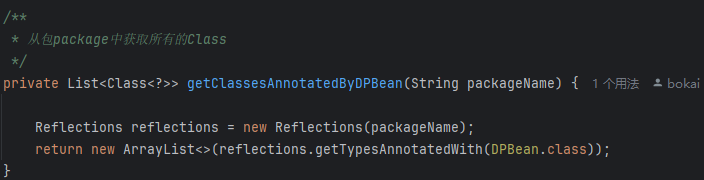 /**
 * 从包package中获取所有的Class
 */
private List<Class<?>> getClassesAnnotatedByDPBean(String packageName) { 1 个用法 bokai
Reflections reflections = new Reflections(packageName);
return new ArrayList<>(reflections.getTypesAnnotatedWith(DPBean.class));
}